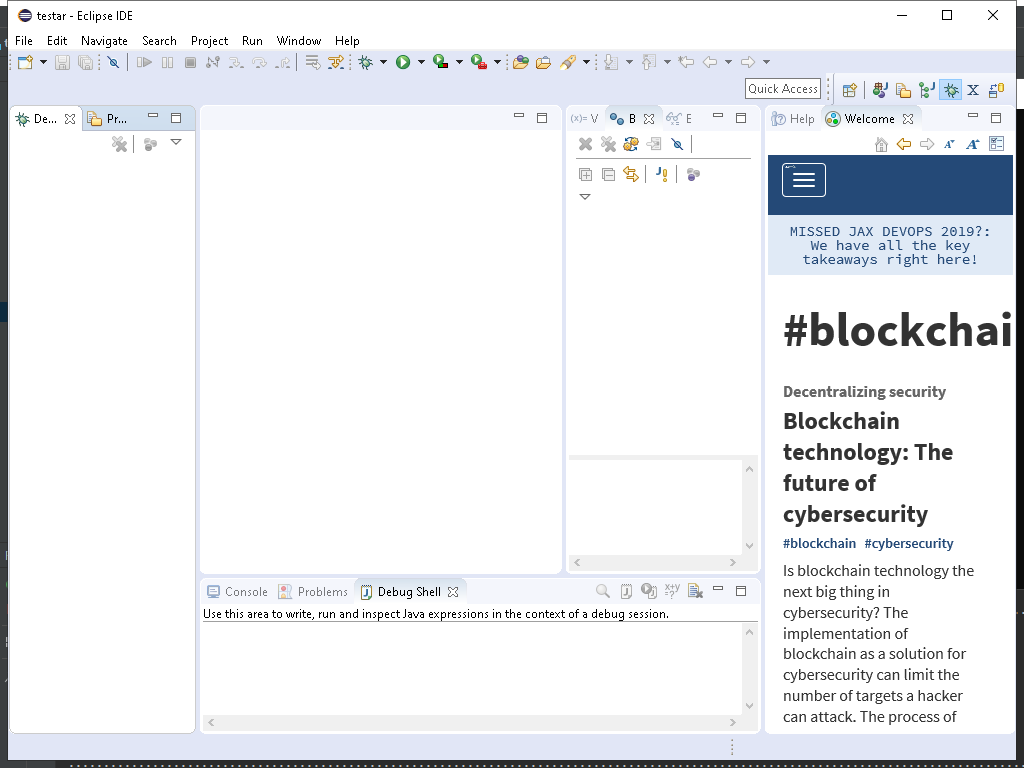 testar - Eclipse IDE
File Edit Navigate Search Project Run Window Help
Quick Access
De...
Pr...
(x)= V
B
E
Help
Welcome
MISSED JAX DEVOPS 2019?:
We have all the key
takeaways right here!
#blockchai
Decentralizing security
Blockchain
technology: The
future of
cybersecurity
#blockchain #cybersecurity
Is blockchain technology the
next big thing in
cybersecurity? The
implementation of
blockchain as a solution for
cybersecurity can limit the
number of targets a hacker
can attack. The process of
Console
Problems
Debug Shell
Use this area to write, run and inspect Java expressions in the context of a debug session.